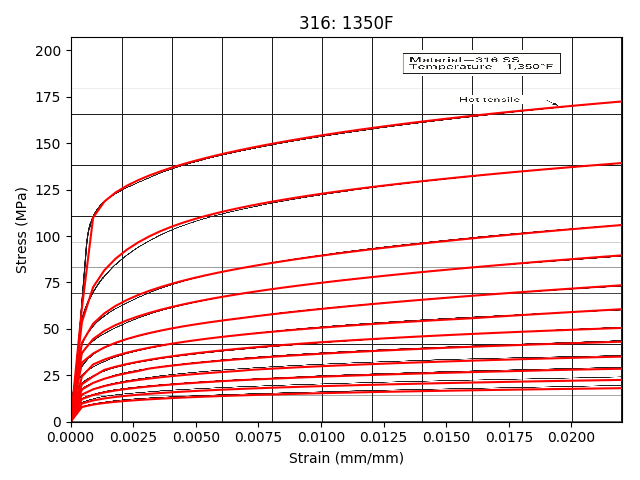 316: 1350F
200
175
150
125
100
75
50
25
0
Stress (MPa)
Material—316 SS
Temperature 1,350°F
Hot tensile
0.0000 0.0025 0.0050 0.0075 0.0100 0.0125 0.0150 0.0175 0.0200
Strain (mm/mm)